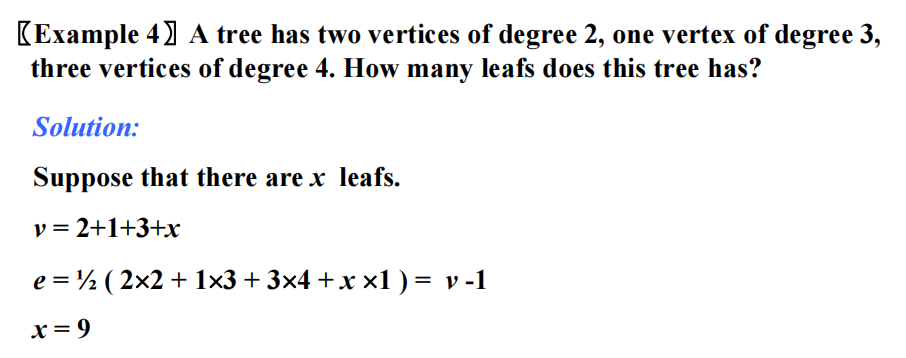 〖Example 4〗 A tree has two vertices of degree 2, one vertex of degree 3,
three vertices of degree 4. How many leafs does this tree has?
Solution:
Suppose that there are x leafs.
v = 2+1+3+x
e = ½ ( 2×2 + 1×3 + 3×4 + x ×1 ) = v -1
x = 9